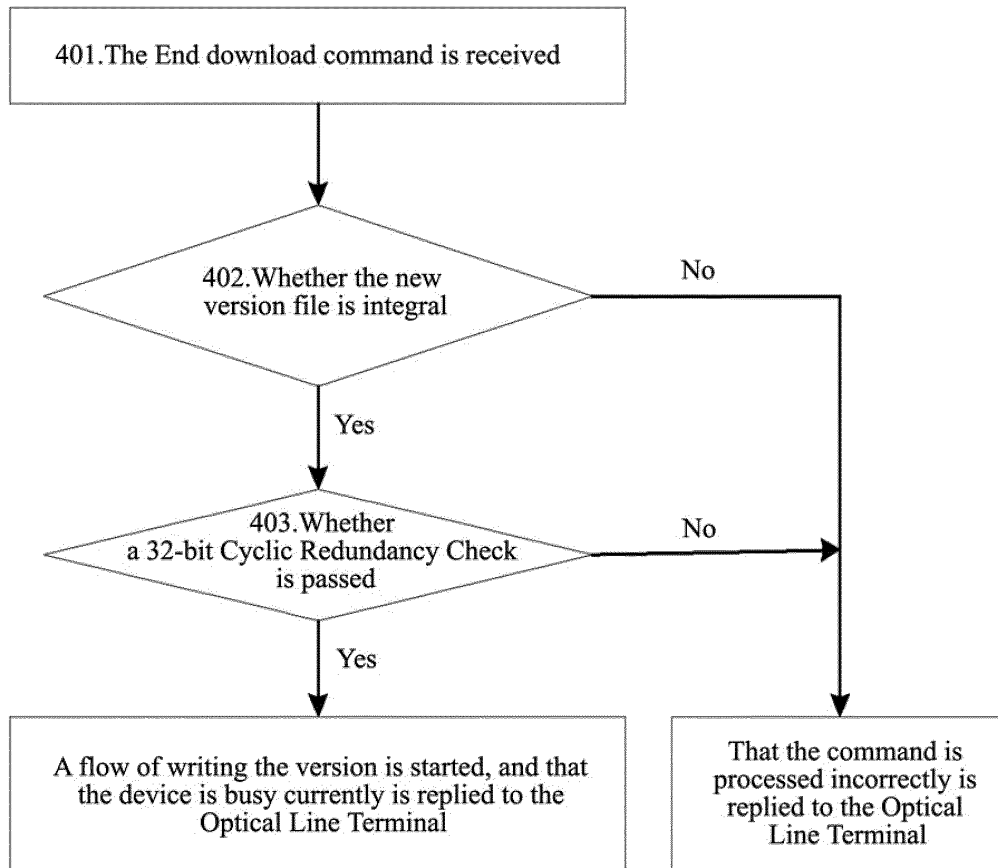 401.The End download command is received
402.Whether the new
version file is integral
No
Yes
403.Whether
a 32-bit Cyclic Redundancy Check
is passed
No
Yes
A flow of writing the version is started, and that
the device is busy currently is replied to the
Optical Line Terminal
That the command is
processed incorrectly is
replied to the Optical
Line Terminal